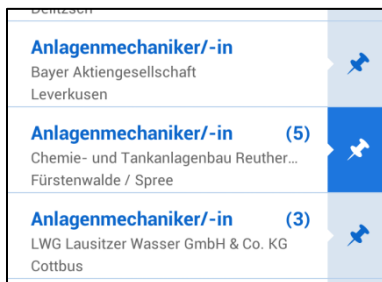 Delitzsch
Anlagenmechaniker/-in
Bayer Aktiengesellschaft
Leverkusen
Anlagenmechaniker/-in (5)
Chemie- und Tankanlagenbau Reuther...
Fürstenwalde / Spree
Anlagenmechaniker/-in (3)
LWG Lausitzer Wasser GmbH & Co. KG
Cottbus